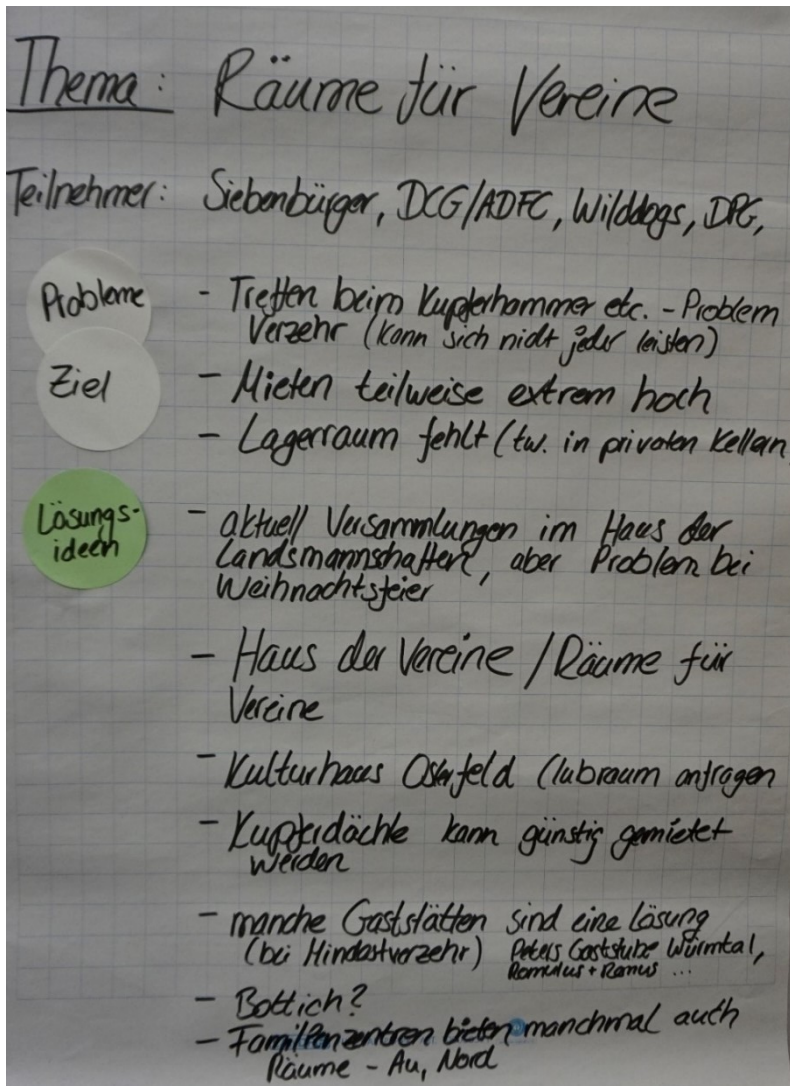 Thema: Räume für Vereine
Teilnehmer: Siebenbürger, DCG/ADFC, Wilddogs, DPG,
Probleme
- Treffen beim Kupferhammer etc. - Problem
Verzehr (kann sich nicht jeder leisten)
Ziel
- Mieten teilweise extrem hoch
- Lagerraum fehlt (tw. in privaten Kellern
Lösungs-
ideen
- aktuell Versammlungen im Haus der
Landsmannschaften, aber Problem bei
Weihnachtsfeier
- Haus der Vereine / Räume für
Vereine
- Kulturhaus Osterfeld Clubraum anfragen
- Kupferdächle kann günstig gemietet
werden
- manche Gaststätten sind eine Lösung
(bei Mindastverzehr) Peters Gaststube Würmtal,
Romulus + Remus ...
- Bottich?
- Familienzentren bieten manchmal auch
Räume - Au, Nord